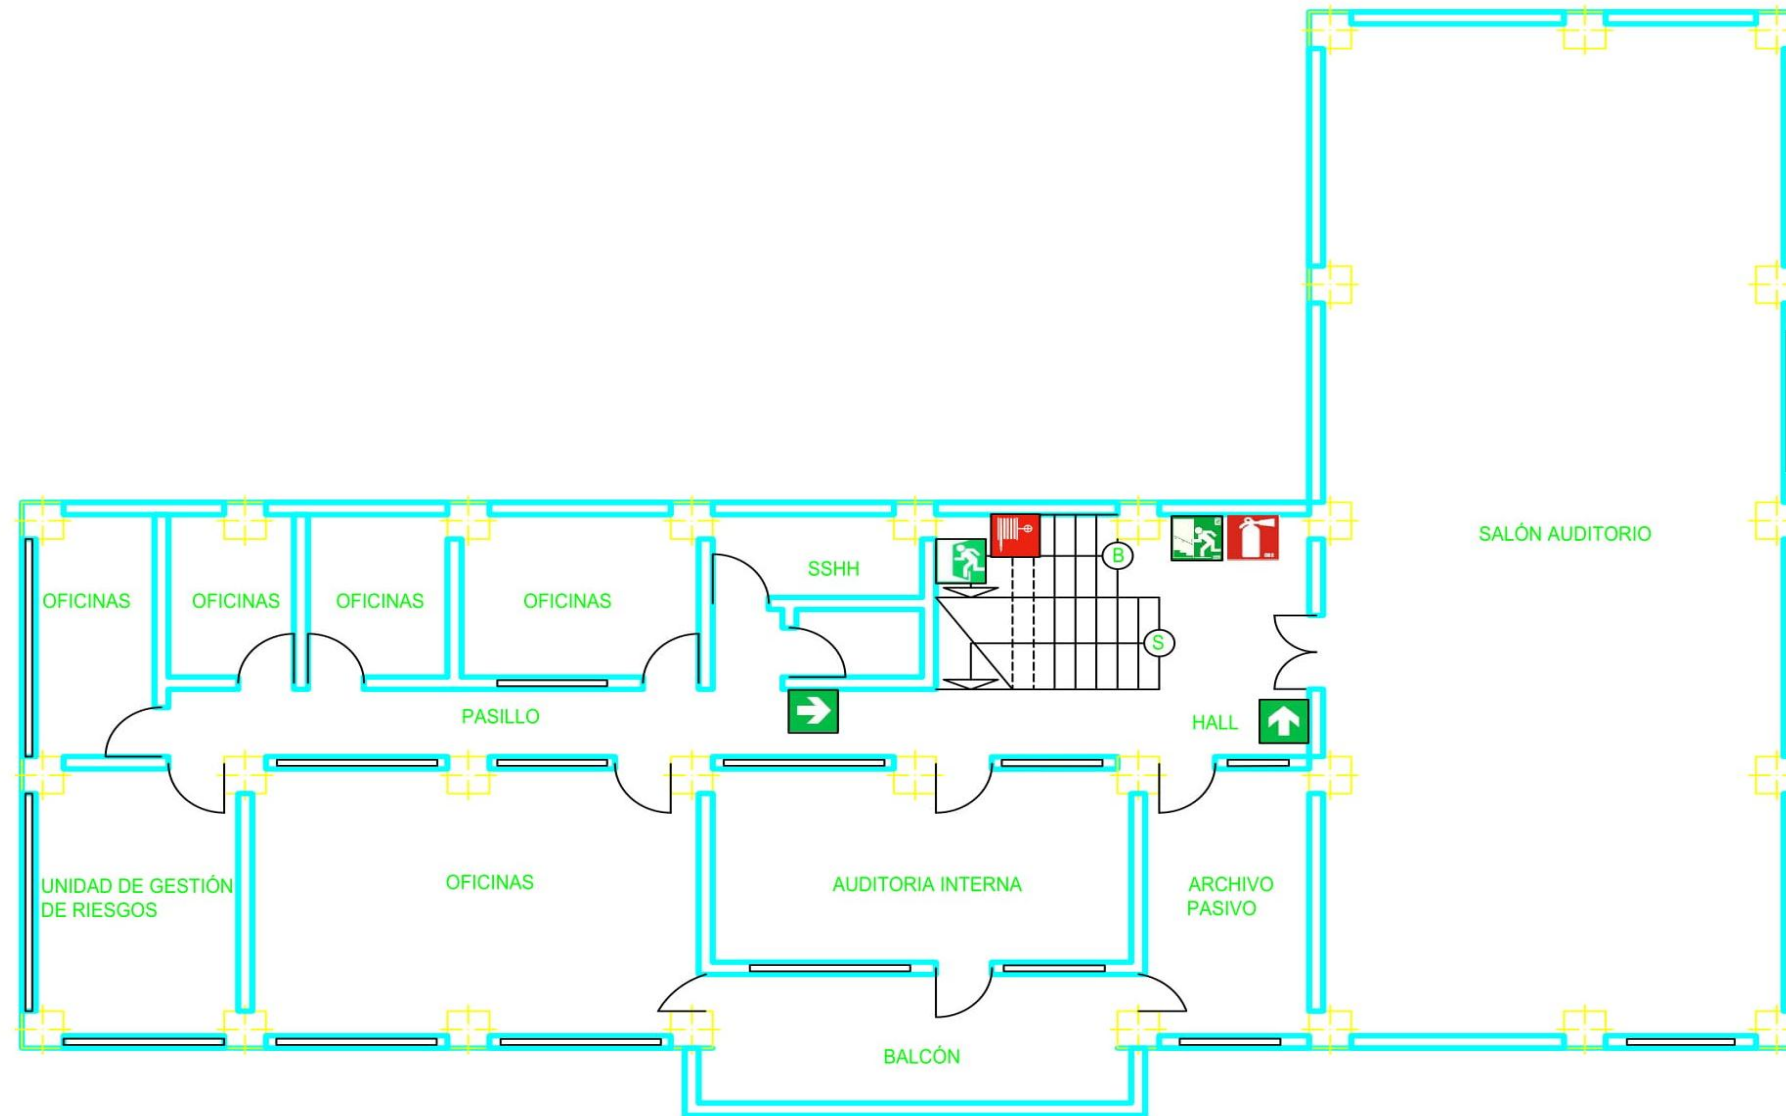 SALÓN AUDITORIO
SSHH
B
OFICINAS
OFICINAS
OFICINAS
OFICINAS
S
PASILLO
HALL
UNIDAD DE GESTIÓN
DE RIESGOS
OFICINAS
AUDITORIA INTERNA
ARCHIVO
PASIVO
BALCÓN